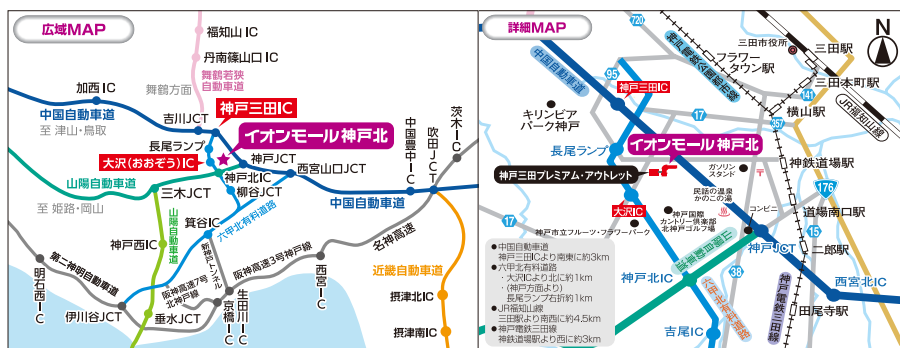 広域MAP
福知山IC
丹南篠山口IC
舞鶴若狭
自動車道
舞鶴方面
加西IC
中国自動車道
至 津山・鳥取
吉川JCT
神戸三田IC
長尾ランプ
イオンモール神戸北
大沢(おおぞう)IC
神戸JCT
神戸北IC
西宮山口JCT
柳谷JCT
山陽自動車道
三木JCT
至 姫路・岡山
中国豊中IC
吹田JCT
茨木IC
中国自動車道
六甲北有料道路
箕谷IC
新神戸トンネル
山陽自動車道
神戸西IC
第二神明自動車道
阪神高速7号
北神戸線
阪神高速3号神戸線
名神高速
近畿自動車道
明石西IC
伊川谷JCT
垂水JCT
京橋IC
生田川IC
西宮IC
摂津北IC
摂津南IC
詳細MAP
N
720
95
17
141
357
176
15
38
17
神戸電鉄公園都市線
フラワー
タウン駅
三田市役所
三田駅
三田本町駅
横山駅
JR福知山線
中国自動車道
神戸三田IC
キリンビア
パーク神戸
長尾ランプ
イオンモール神戸北
神戸三田プレミアム・アウトレット
ガソリン
スタンド
神鉄道場駅
民話の温泉
かのこの湯
大沢IC
神戸国際
カントリー倶楽部
北神戸ゴルフ場
コンビニ
道場南口駅
神戸市立フルーツ・フラワーパーク
神戸JCT
二郎駅
山陽自動車道
神戸北IC
西宮北IC
六甲北有料道路
神戸電鉄三田線
田尾寺駅
吉尾IC
●中国自動車道
神戸三田ICより南東に約3km
●六甲北有料道路
大沢ICより北に約1km
・(神戸方面より)
長尾ランプ右折約1km
●JR福知山線
三田駅より南西に約4.5km
●神戸電鉄三田線
神鉄道場駅より西に約3km